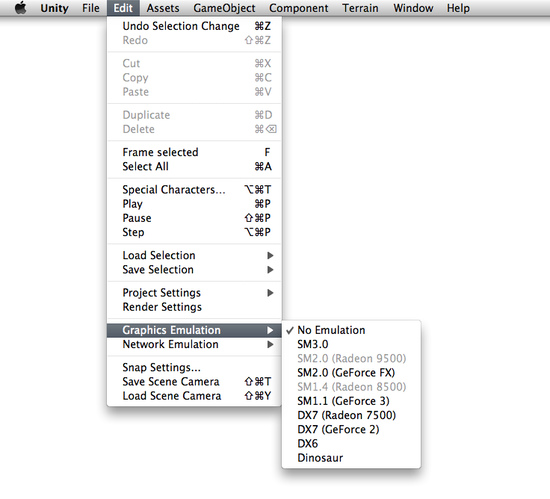 Unity File Edit Assets GameObject Component Terrain Window Help
Undo Selection Change ⌘Z
Redo ⇧⌘Z
Cut ⌘X
Copy ⌘C
Paste ⌘V
Duplicate ⌘D
Delete ⌘⌫
Frame selected F
Select All ⌘A
Special Characters... ⌥⌘T
Play ⌘P
Pause ⇧⌘P
Step ⌥⌘P
Load Selection ▶
Save Selection ▶
Project Settings ▶
Render Settings
Graphics Emulation ▶
Network Emulation ▶
Snap Settings...
Save Scene Camera ⇧⌘T
Load Scene Camera ⇧⌘Y
✓ No Emulation
SM3.0
SM2.0 (Radeon 9500)
SM2.0 (GeForce FX)
SM1.4 (Radeon 8500)
SM1.1 (GeForce 3)
DX7 (Radeon 7500)
DX7 (GeForce 2)
DX6
Dinosaur